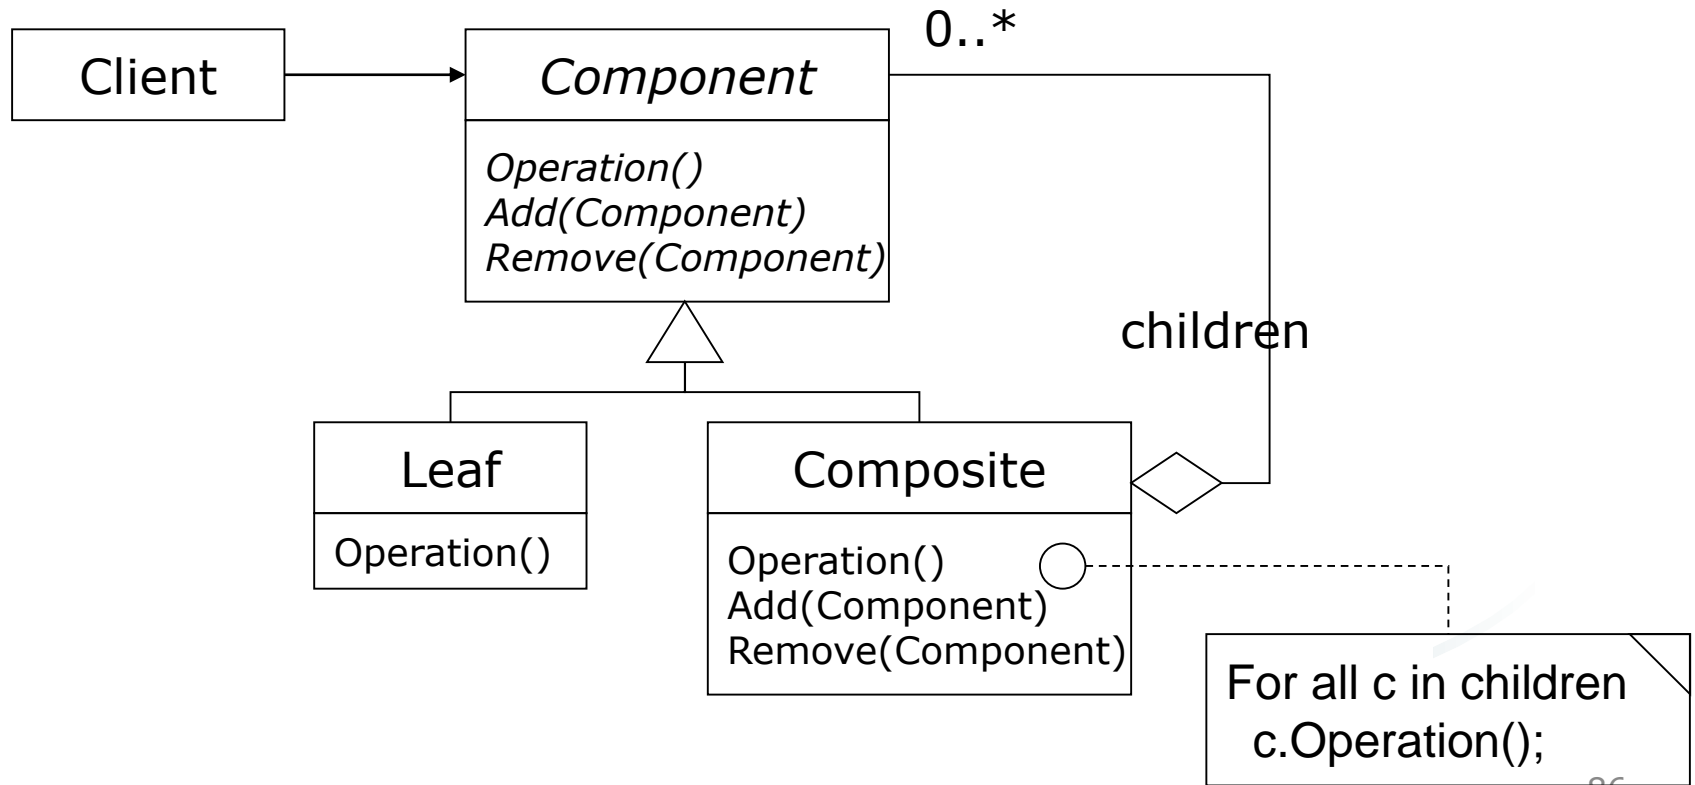 0..*
Client
Component
Operation()
Add(Component)
Remove(Component)
children
Leaf
Operation()
Composite
Operation()
Add(Component)
Remove(Component)
For all c in children
c.Operation();
86